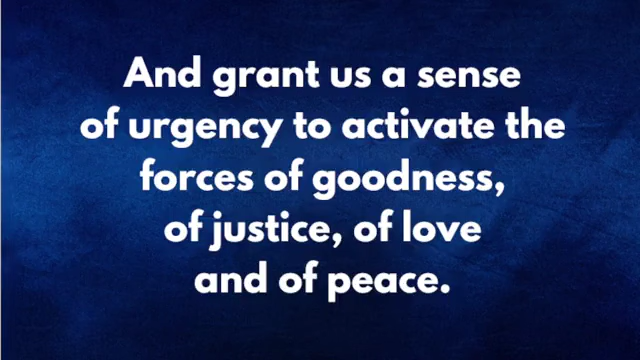 And grant us a sense
of urgency to activate the
forces of goodness,
of justice, of love
and of peace.